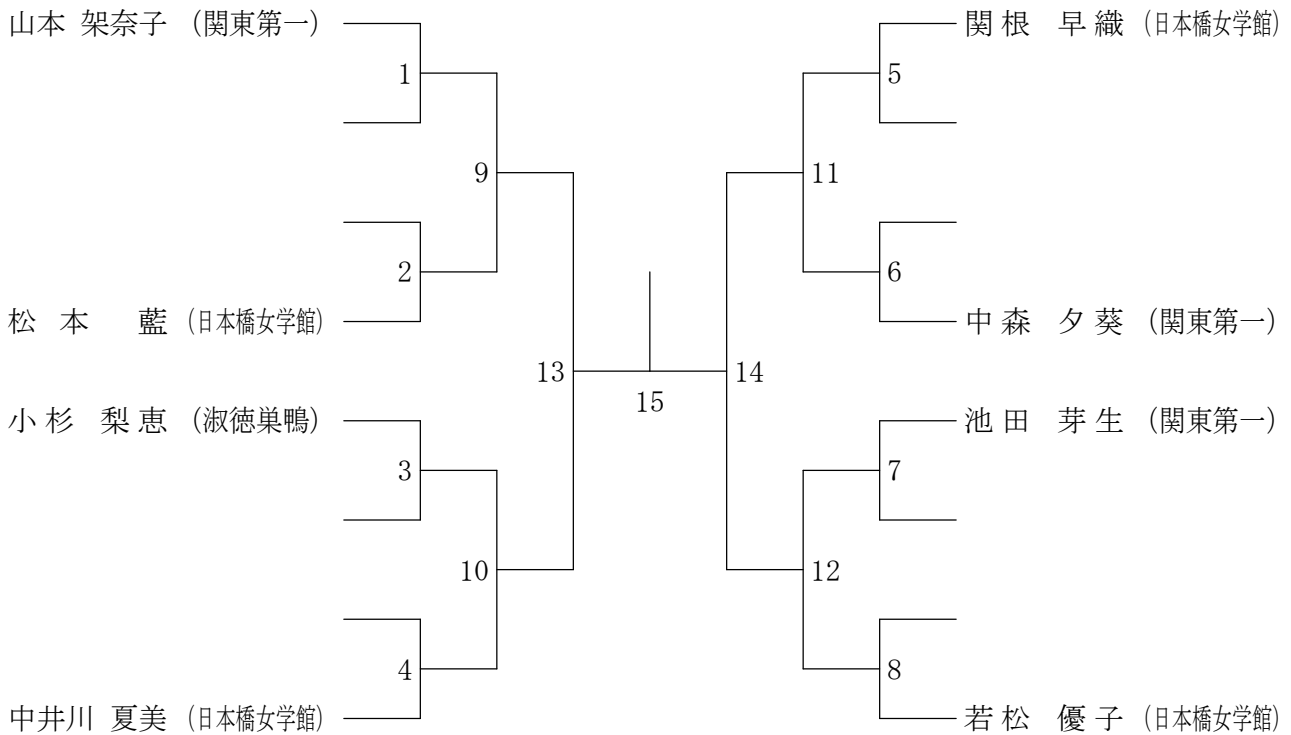 山本 架奈子 (関東第一)
1
9
2
松本 藍 (日本橋女学館)
13
小杉 梨恵 (淑徳巣鴨)
3
10
4
中井川 夏美 (日本橋女学館)
15
関根 早織 (日本橋女学館)
5
11
6
中森 夕葵 (関東第一)
14
池田 芽生 (関東第一)
7
12
8
若松 優子 (日本橋女学館)